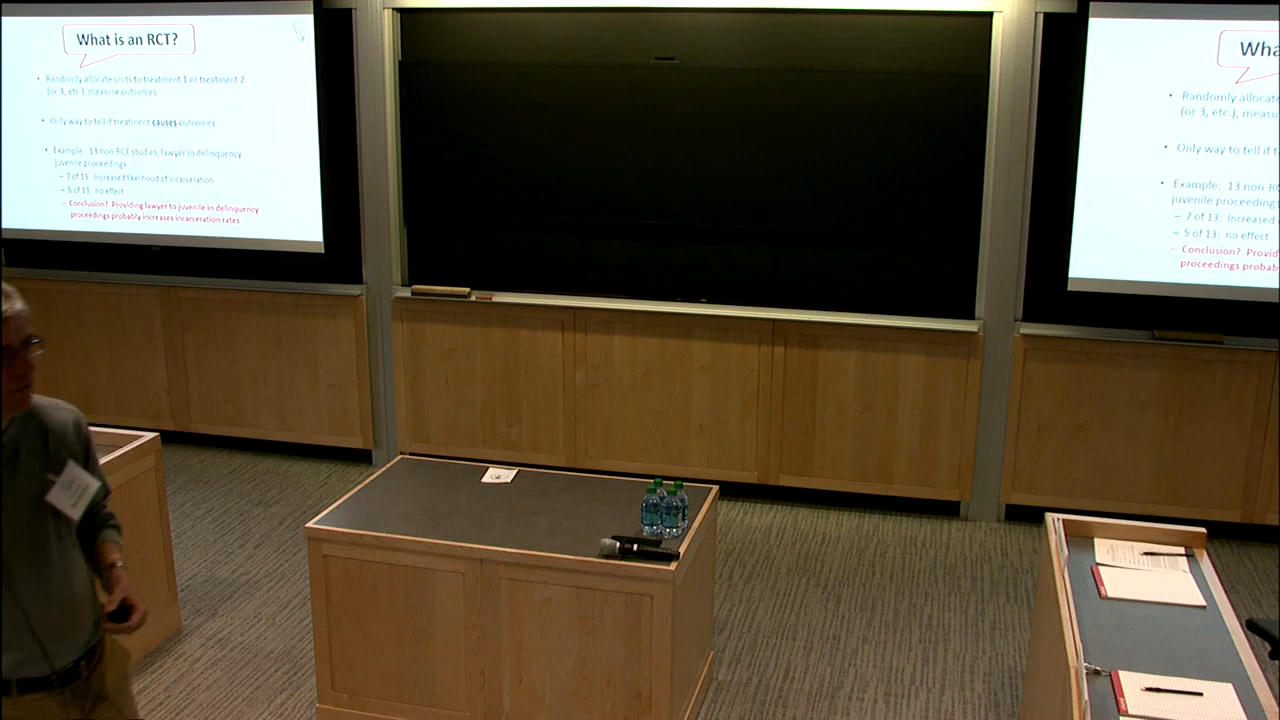 What is an RCT?
• Randomly allocate units to treatment 1 or treatment 2
(or 3, etc.), measure outcomes
• Only way to tell if treatment causes outcomes
• Example: 13 non RCT studies, lawyer in delinquency
juvenile proceedings
– 7 of 13: Increased likelihood of incarceration
– 5 of 13: no effect
– Conclusion? Providing lawyer to juvenile in delinquency
proceedings probably increases incarceration rates
Wha
• Randomly allocate
(or 3, etc.), measu
• Only way to tell if t
• Example: 13 non RC
juvenile proceedings
– 7 of 13: Increased
– 5 of 13: no effect
– Conclusion? Provid
proceedings probab